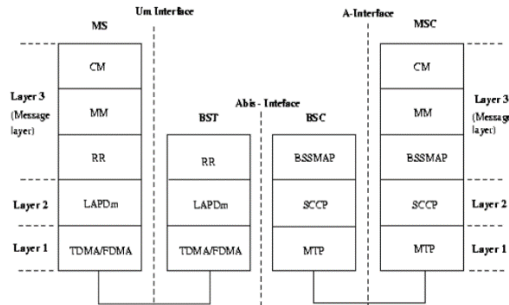 Um Interface
A-Interface
MS
MSC
CM
CM
Layer 3
(Message
layer)
Layer 3
(Message
layer)
Abis - Inteface
MM
MM
BST
BSC
RR
RR
BSSMAP
BSSMAP
Layer 2
LAPDm
LAPDm
SCCP
SCCP
Layer 2
Layer 1
TDMA/FDMA
TDMA/FDMA
MTP
MTP
Layer 1